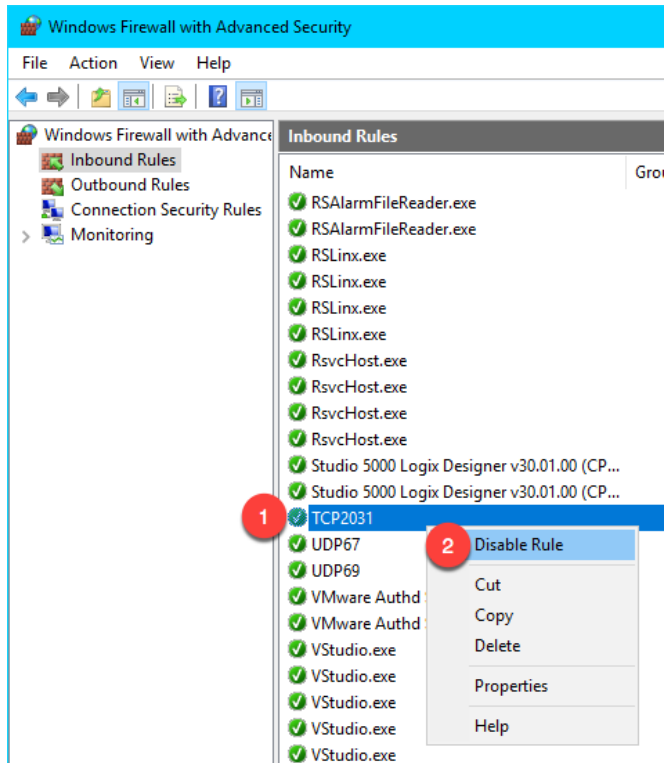 Windows Firewall with Advanced Security
File Action View Help
Windows Firewall with Advance
Inbound Rules
Outbound Rules
Connection Security Rules
Monitoring
Inbound Rules
Name Grou
RSAlarmFileReader.exe
RSAlarmFileReader.exe
RSLinx.exe
RSLinx.exe
RSLinx.exe
RSLinx.exe
RsvcHost.exe
RsvcHost.exe
RsvcHost.exe
RsvcHost.exe
Studio 5000 Logix Designer v30.01.00 (CP...
Studio 5000 Logix Designer v30.01.00 (CP...
1 TCP2031
UDP67
UDP69
VMware Authd
VMware Authd
VStudio.exe
VStudio.exe
VStudio.exe
VStudio.exe
VStudio.exe
2 Disable Rule
Cut
Copy
Delete
Properties
Help